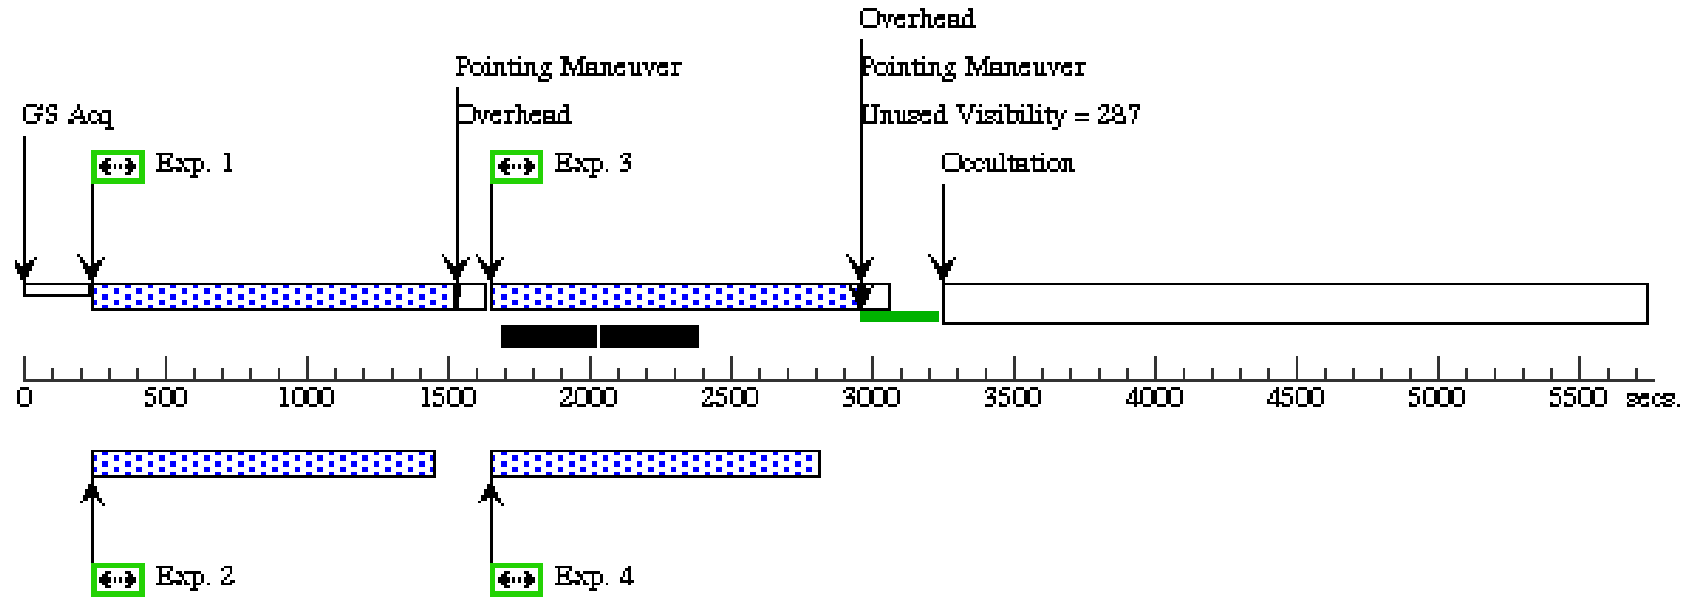 Overhead
Pointing Maneuver
Pointing Maneuver
GS Acq
Overhead
Unused Visibility = 287
Exp. 1
Exp. 3
Occultation
0 500 1000 1500 2000 2500 3000 3500 4000 4500 5000 5500 secs.
Exp. 2
Exp. 4